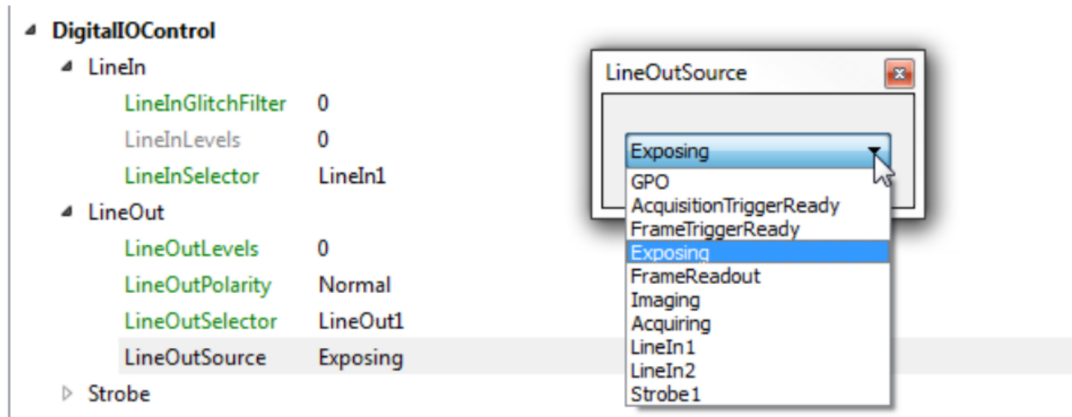 DigitalIOControl
LineIn
LineInGlitchFilter 0
LineInLevels 0
LineInSelector LineIn1
LineOut
LineOutLevels 0
LineOutPolarity Normal
LineOutSelector LineOut1
LineOutSource Exposing
Strobe
LineOutSource
Exposing
GPO
AcquisitionTriggerReady
FrameTriggerReady
Exposing
FrameReadout
Imaging
Acquiring
LineIn1
LineIn2
Strobe1